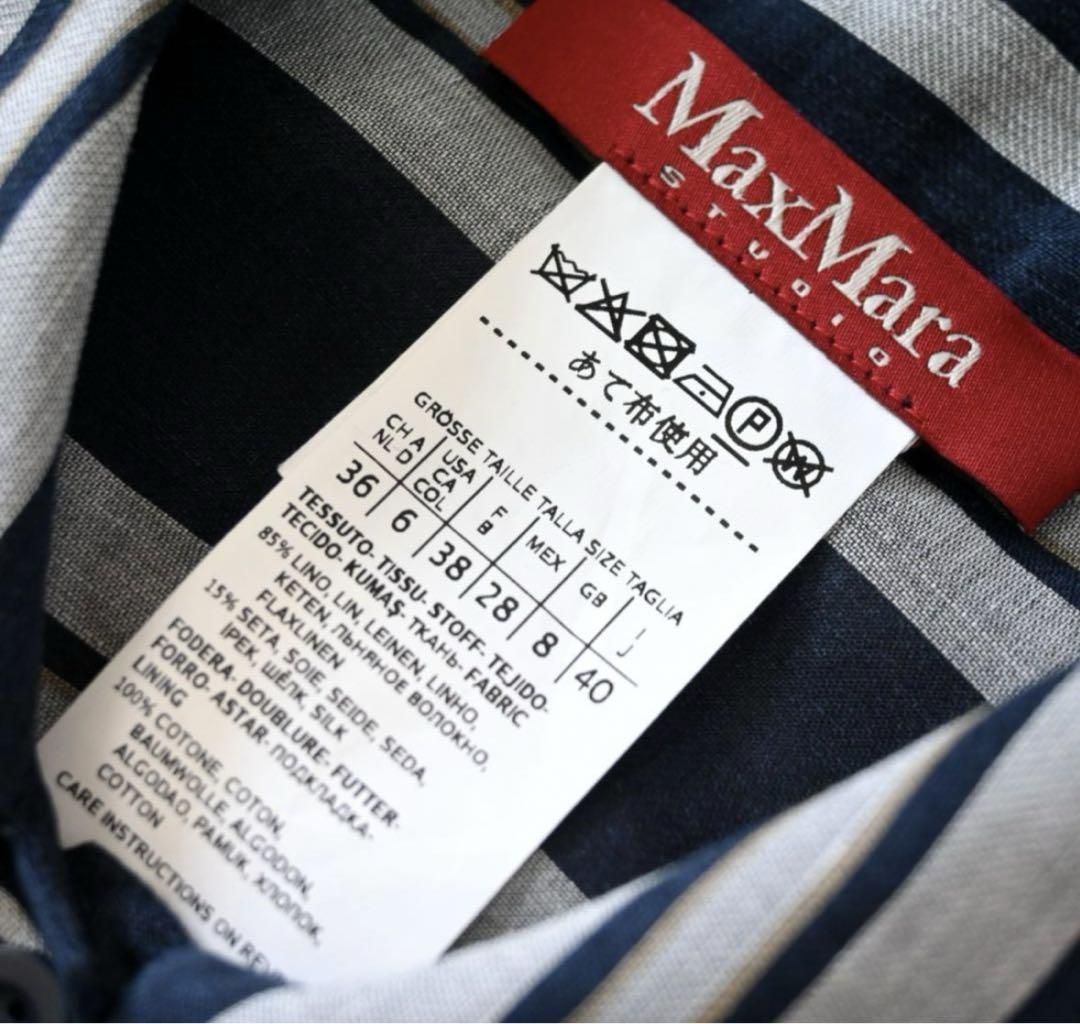 MaxMara
STUDIO
P
W
あて布使用
GRÖSSE TAILLE TALLA SIZE TAGLIA
CH A NL D
USA CA COL
F B
MEX
GB
I J
36 6 38 28 8 40
TESSUTO- TISSU- STOFF- TEJIDO-
TECIDO- KUMAŞ- ТКАНЬ- FABRIC
85% LINO, LIN, LEINEN, LINHO,
KETEN, ЛЬНЯНОЕ ВОЛОКНО,
FLAXLINEN
15% SETA, SOIE, SEIDE, SEDA,
İPEK, ШЁЛК, SILK
FODERA- DOUBLURE- FUTTER-
FORRO- ASTAR- ПОДКЛАДКА-
LINING
100% COTONE, COTON,
BAUMWOLLE, ALGODON,
ALGODAO, PAMUK, ХЛОПОК,
COTTON
CARE INSTRUCTIONS ON REV